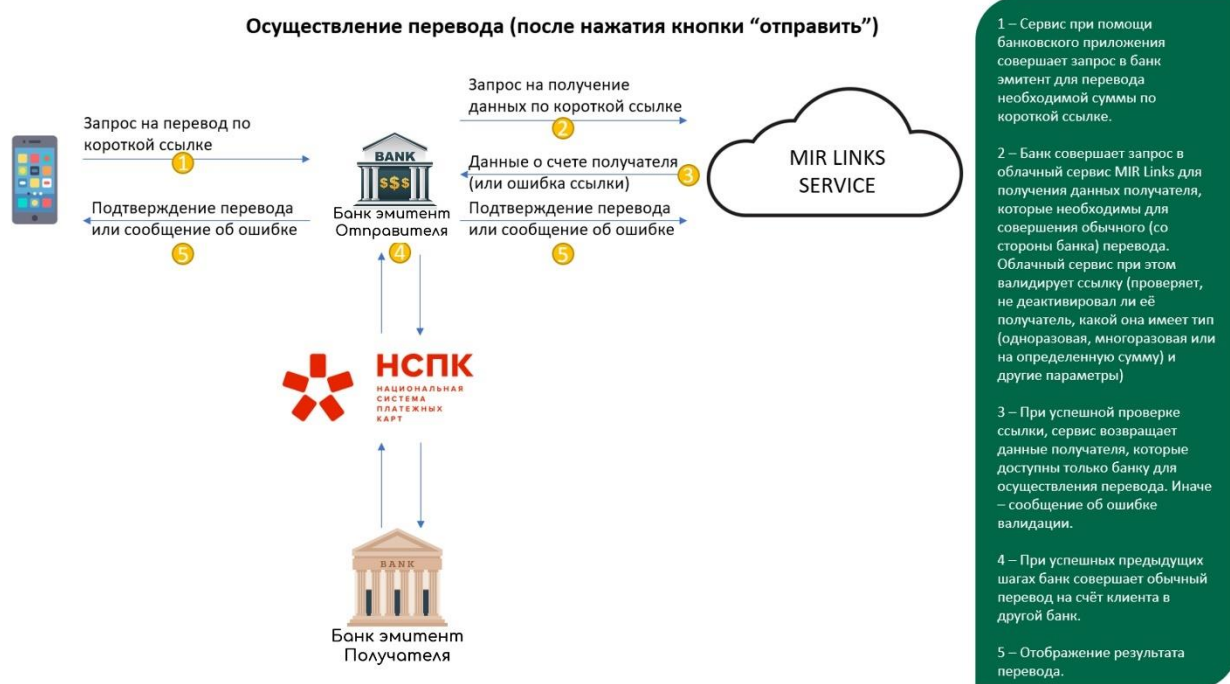 Осуществление перевода (после нажатия кнопки “отправить”)
Запрос на перевод по
короткой ссылке
1
Подтверждение перевода
или сообщение об ошибке
5
BANK
$$$
Банк эмитент
Отправителя
4
Запрос на получение
данных по короткой ссылке
2
Данные о счете получателя
(или ошибка ссылки)
3
Подтверждение перевода
или сообщение об ошибке
5
MIR LINKS
SERVICE
НСПК
НАЦИОНАЛЬНАЯ
СИСТЕМА
ПЛАТЕЖНЫХ
КАРТ
BANK
Банк эмитент
Получателя
1 – Сервис при помощи
банковского приложения
совершает запрос в банк
эмитент для перевода
необходимой суммы по
короткой ссылке.
2 – Банк совершает запрос в
облачный сервис MIR Links для
получения данных получателя,
которые необходимы для
совершения обычного (со
стороны банка) перевода.
Облачный сервис при этом
валидирует ссылку (проверяет,
не деактивировал ли её
получатель, какой она имеет тип
(одноразовая, многоразовая или
на определенную сумму) и
другие параметры)
3 – При успешной проверке
ссылки, сервис возвращает
данные получателя, которые
доступны только банку для
осуществления перевода. Иначе
– сообщение об ошибке
валидации.
4 – При успешных предыдущих
шагах банк совершает обычный
перевод на счёт клиента в
другой банк.
5 – Отображение результата
перевода.